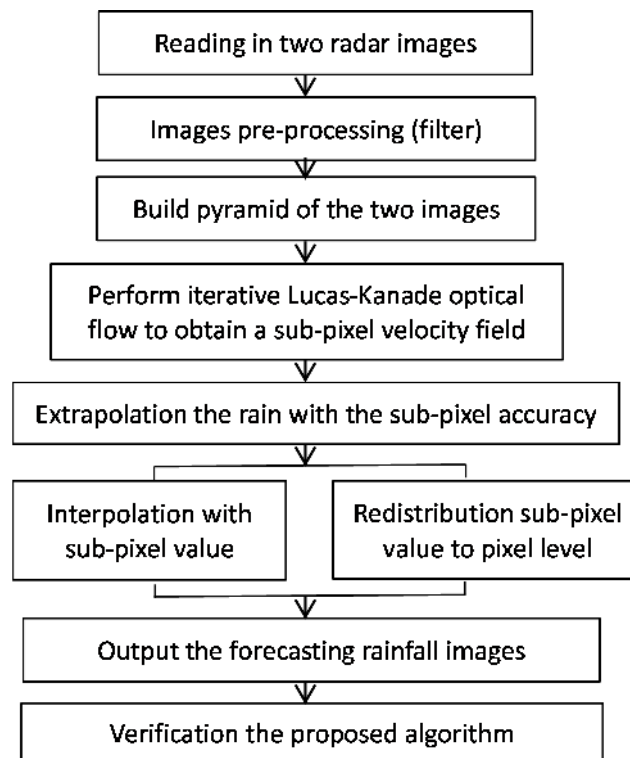 Reading in two radar images
Images pre-processing (filter)
Build pyramid of the two images
Perform iterative Lucas-Kanade optical
flow to obtain a sub-pixel velocity field
Extrapolation the rain with the sub-pixel accuracy
Interpolation with
sub-pixel value
Redistribution sub-pixel
value to pixel level
Output the forecasting rainfall images
Verification the proposed algorithm